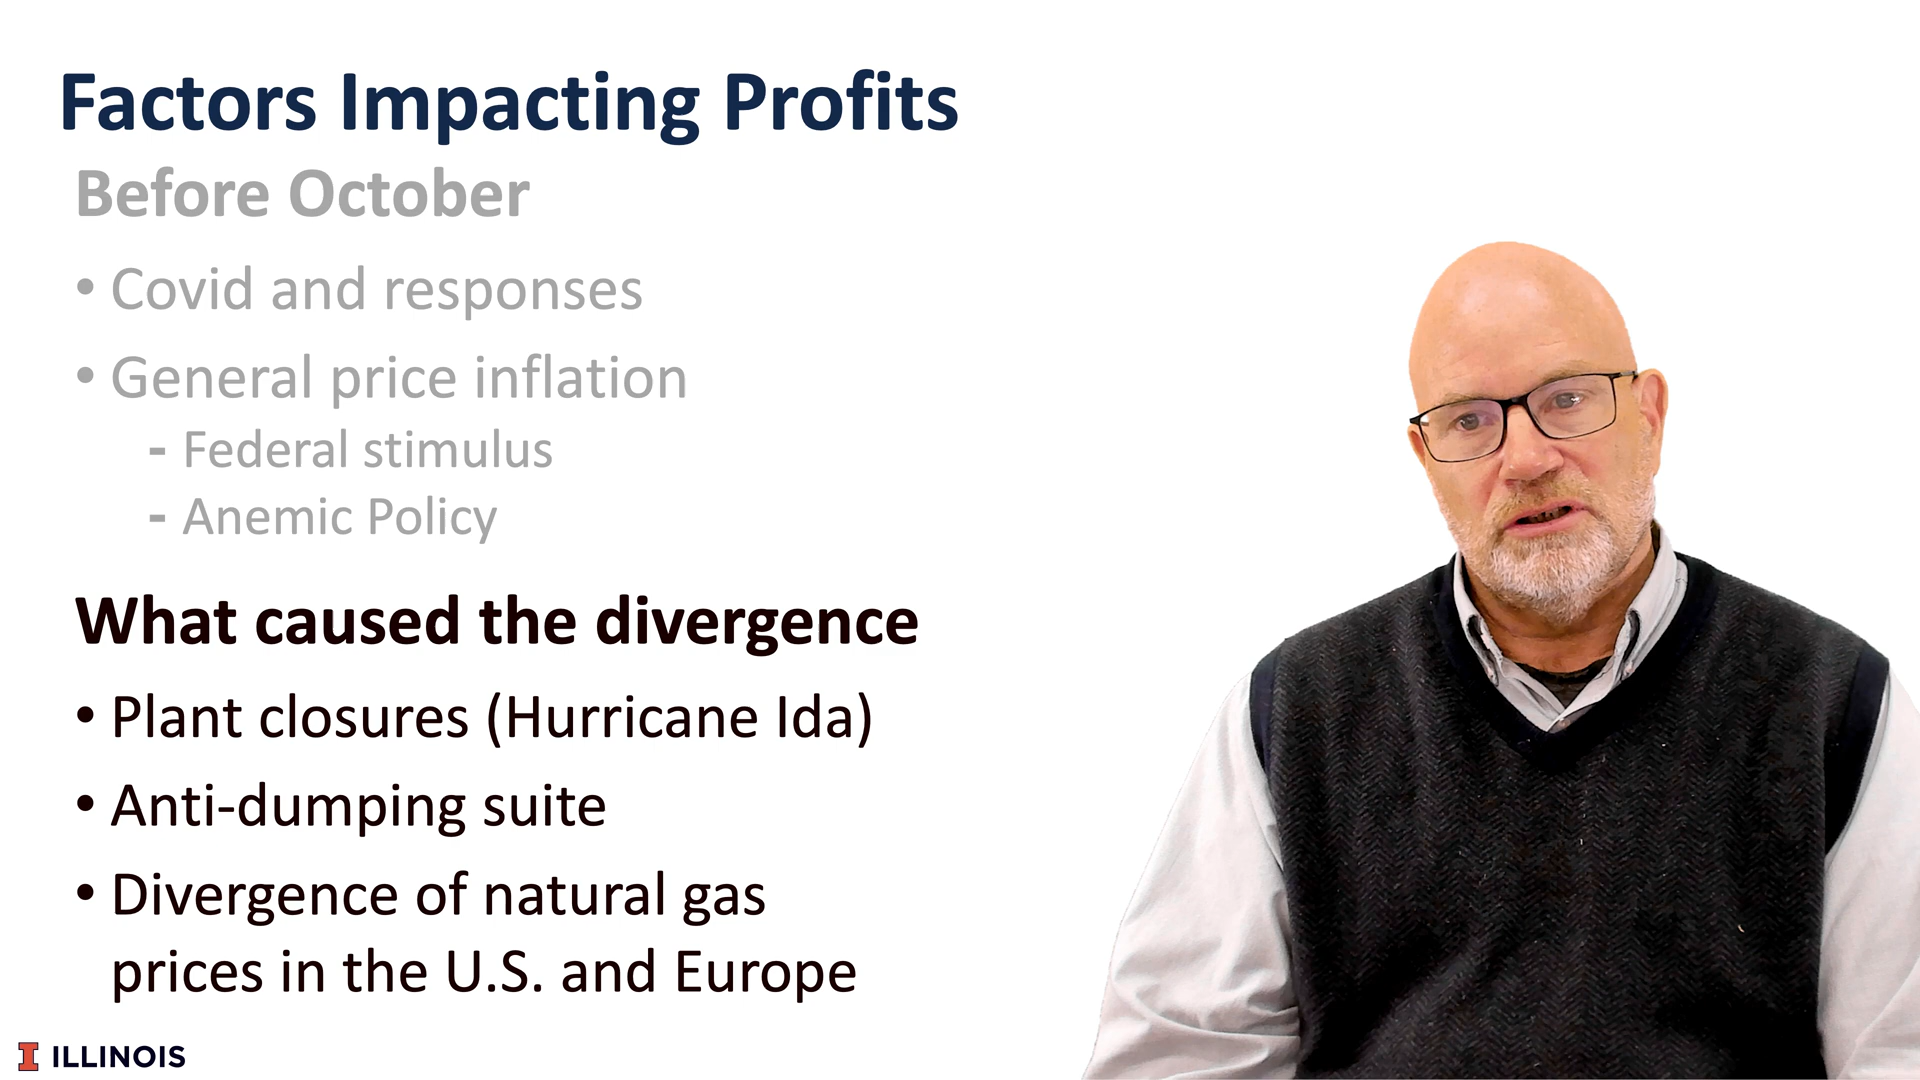 Factors Impacting Profits
Before October
• Covid and responses
• General price inflation
- Federal stimulus
- Anemic Policy
What caused the divergence
• Plant closures (Hurricane Ida)
• Anti-dumping suite
• Divergence of natural gas
prices in the U.S. and Europe
I ILLINOIS